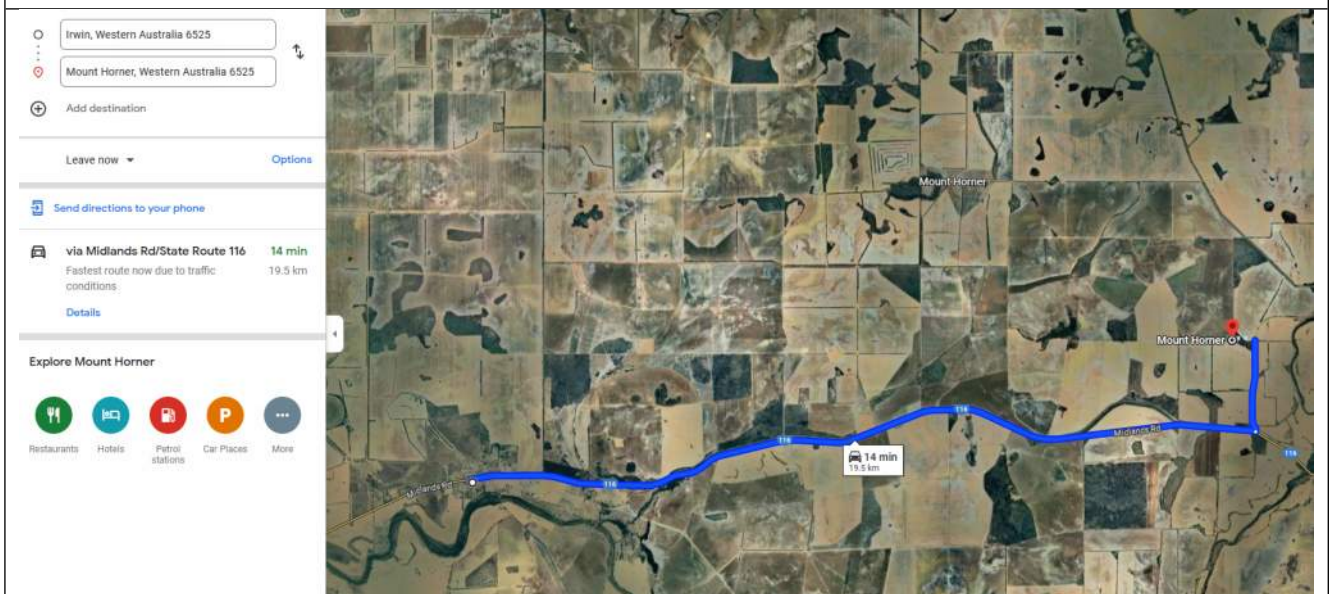 Irwin, Western Australia 6525
Mount Horner, Western Australia 6525
Add destination
Leave now
Options
Send directions to your phone
via Midlands Rd/State Route 116
14 min
Fastest route now due to traffic
19.5 km
conditions
Details
Explore Mount Horner
P
Restaurants
Hotels
Petrol
stations
Car Places
More
Mount Horner
Mount Horner
116
Midlands Rd
116
116
14 min
19.5 km
Midlands Rd
116